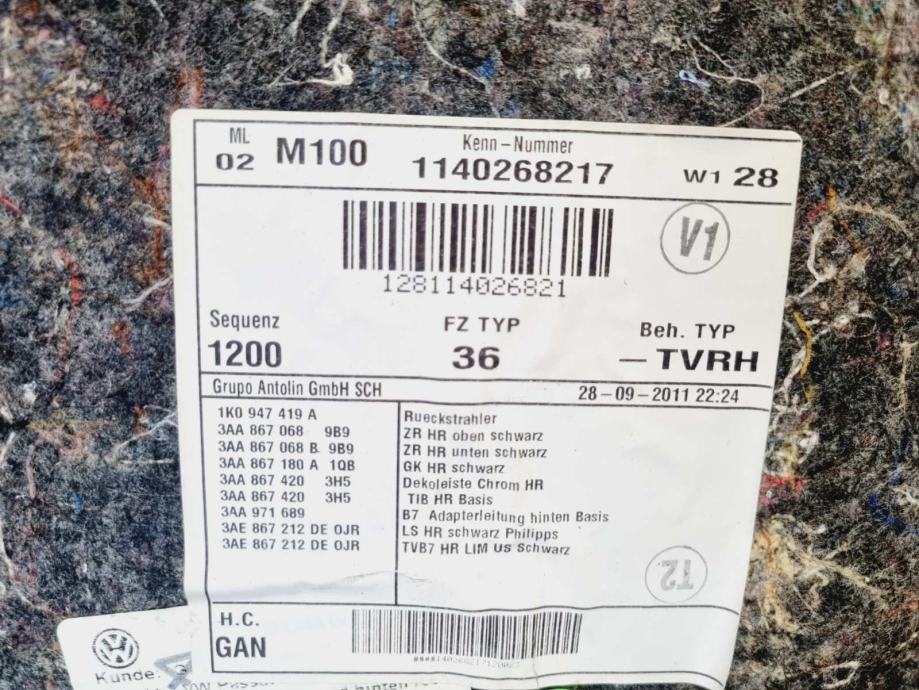 ML
02 M100
Kenn-Nummer
1140268217
W1 28
V1
128114026821
Sequenz
1200
FZ TYP
36
Beh. TYP
-TVRH
Grupo Antolin GmbH SCH 28-09-2011 22:24
1K0 947 419 A Rueckstrahler
3AA 867 068 9B9 ZR HR oben schwarz
3AA 867 068 B 9B9 ZR HR unten schwarz
3AA 867 180 A 1QB GK HR schwarz
3AA 867 420 3H5 Dekoleiste Chrom HR
3AA 867 420 3H5 TIB HR Basis
3AA 971 689 B7 Adapterleitung hinten Basis
3AE 867 212 DE OJR LS HR schwarz Philipps
3AE 867 212 DE OJR TVB7 HR LIM US Schwarz
T2.
H.C.
GAN
Kunde:
hinten